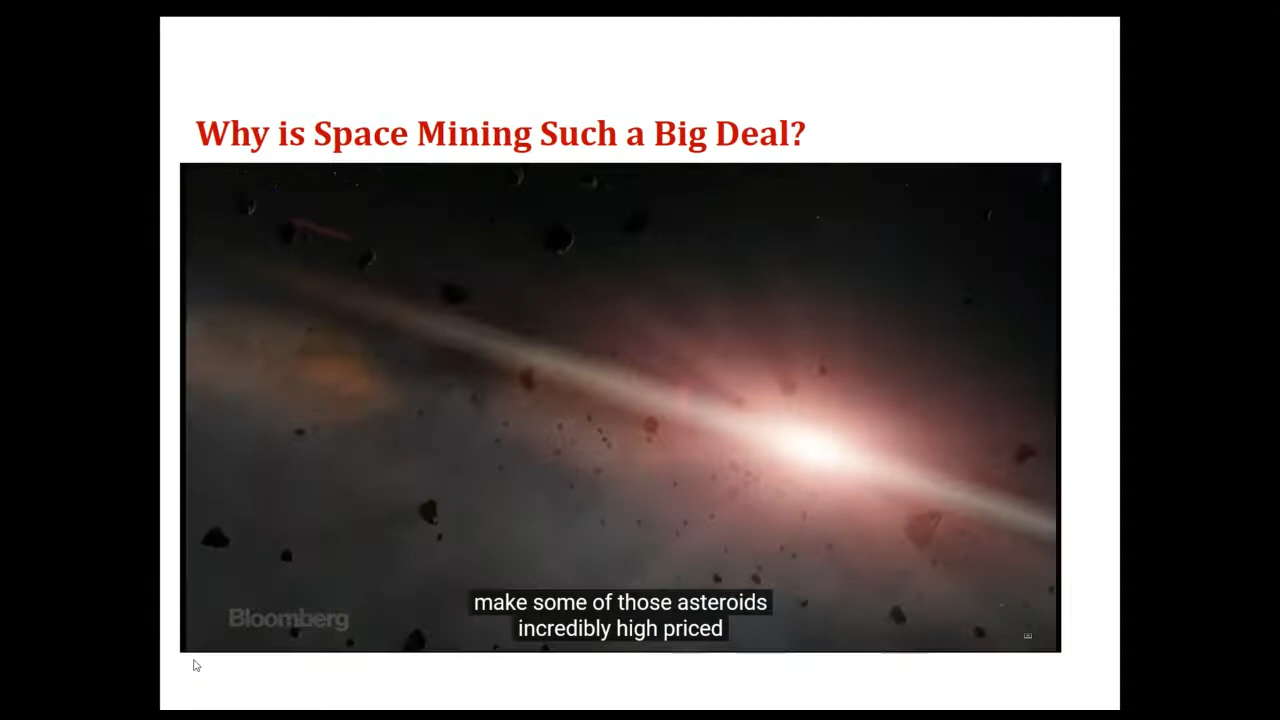 Why is Space Mining Such a Big Deal?
make some of those asteroids
incredibly high priced
Bloomberg